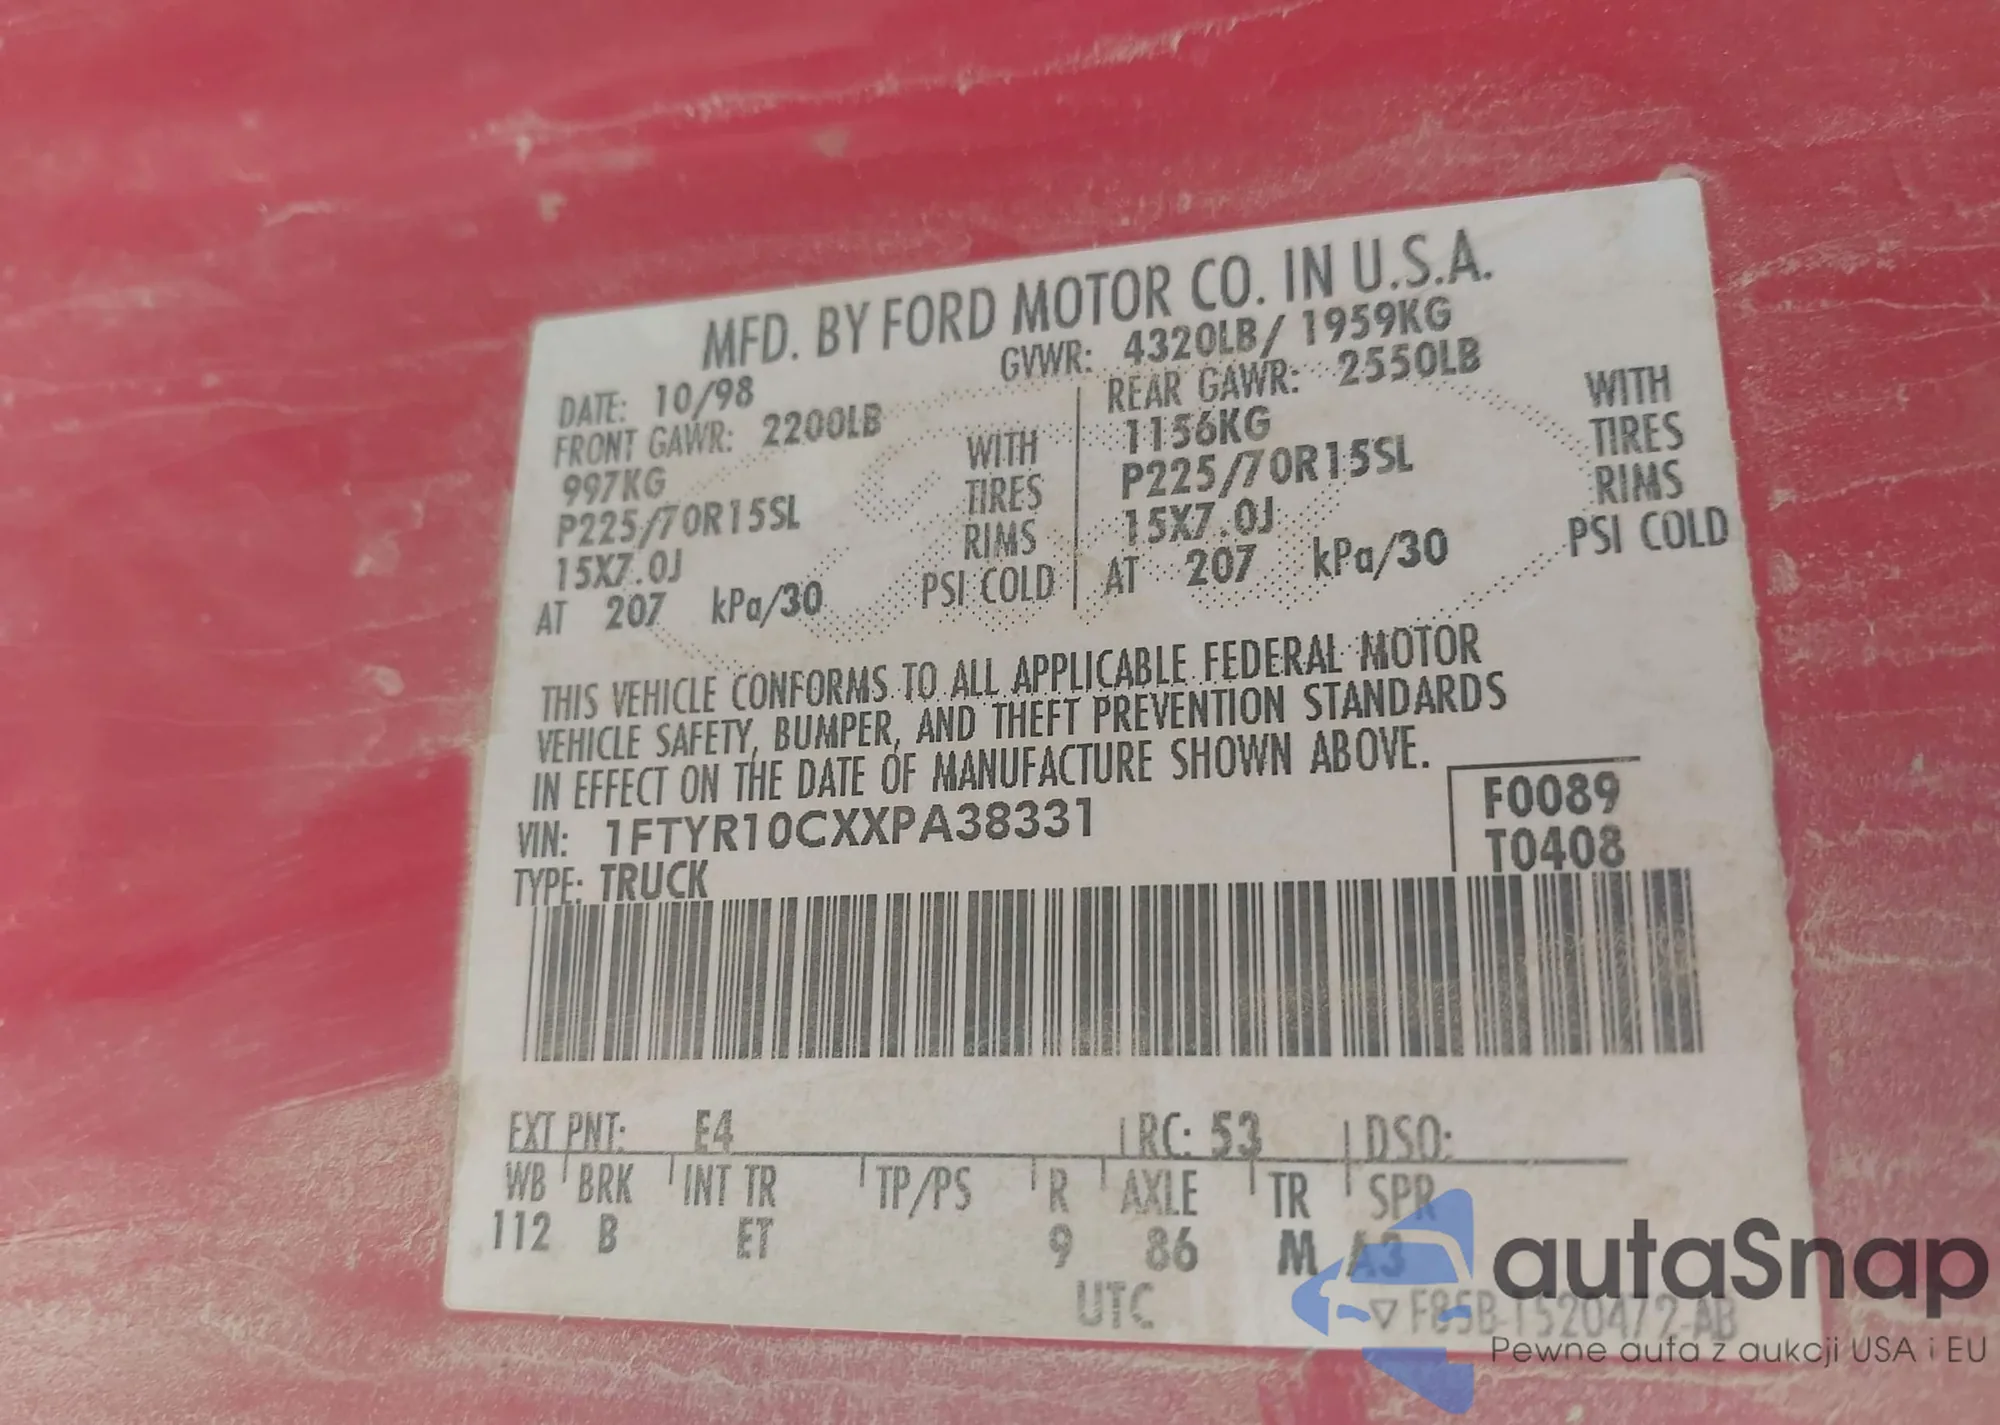 MFD. BY FORD MOTOR CO. IN U.S.A.
DATE: 10/98 GVWR: 4320LB/ 1959KG
FRONT GAWR: 2200LB REAR GAWR: 2550LB
997KG WITH 1156KG WITH
P225/70R15SL TIRES P225/70R15SL TIRES
15X7.0J RIMS 15X7.0J RIMS
AT 207 kPa/30 PSI COLD AT 207 kPa/30 PSI COLD
THIS VEHICLE CONFORMS TO ALL APPLICABLE FEDERAL MOTOR
VEHICLE SAFETY, BUMPER, AND THEFT PREVENTION STANDARDS
IN EFFECT ON THE DATE OF MANUFACTURE SHOWN ABOVE.
VIN: 1FTYR10CXXPA38331 F0089
TYPE: TRUCK T0408
EXT PNT: E4 RC: 53 DSO:
WB BRK INT TR TP/PS R AXLE TR SPR
112 B ET 9 86 M A3
UTC ▽ F85B-1520472-AB
autaSnap
Pewne auta z aukcji USA i EU